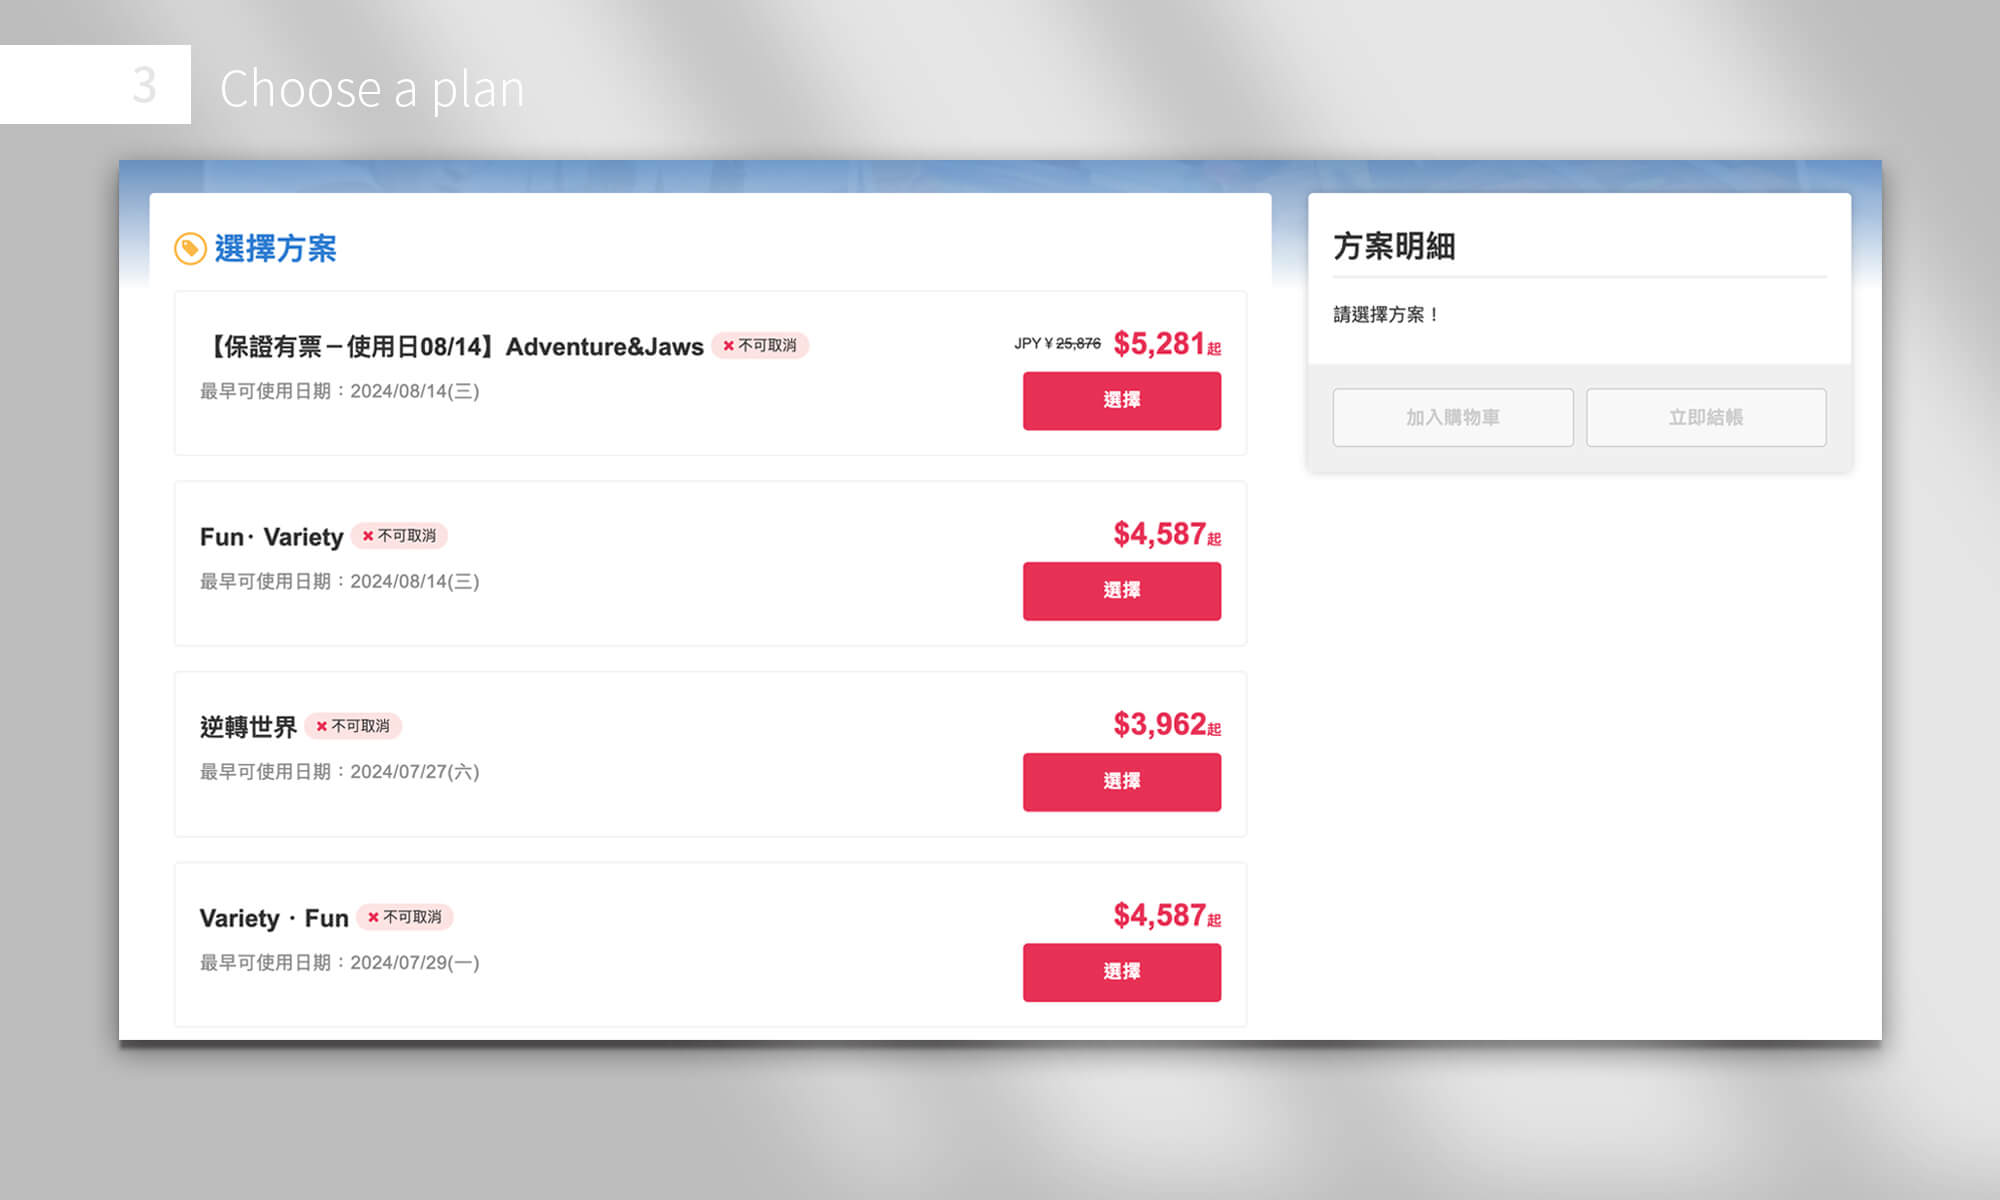 3
Choose a plan
選擇方案
【保證有票－使用日08/14】Adventure&Jaws ×不可取消
JPY ¥ 25,876 $5,281起
最早可使用日期：2024/08/14(三)
選擇
Fun· Variety ×不可取消
$4,587起
最早可使用日期：2024/08/14(三)
選擇
逆轉世界 ×不可取消
$3,962起
最早可使用日期：2024/07/27(六)
選擇
Variety · Fun ×不可取消
$4,587起
最早可使用日期：2024/07/29(一)
選擇
方案明細
請選擇方案！
加入購物車
立即結帳